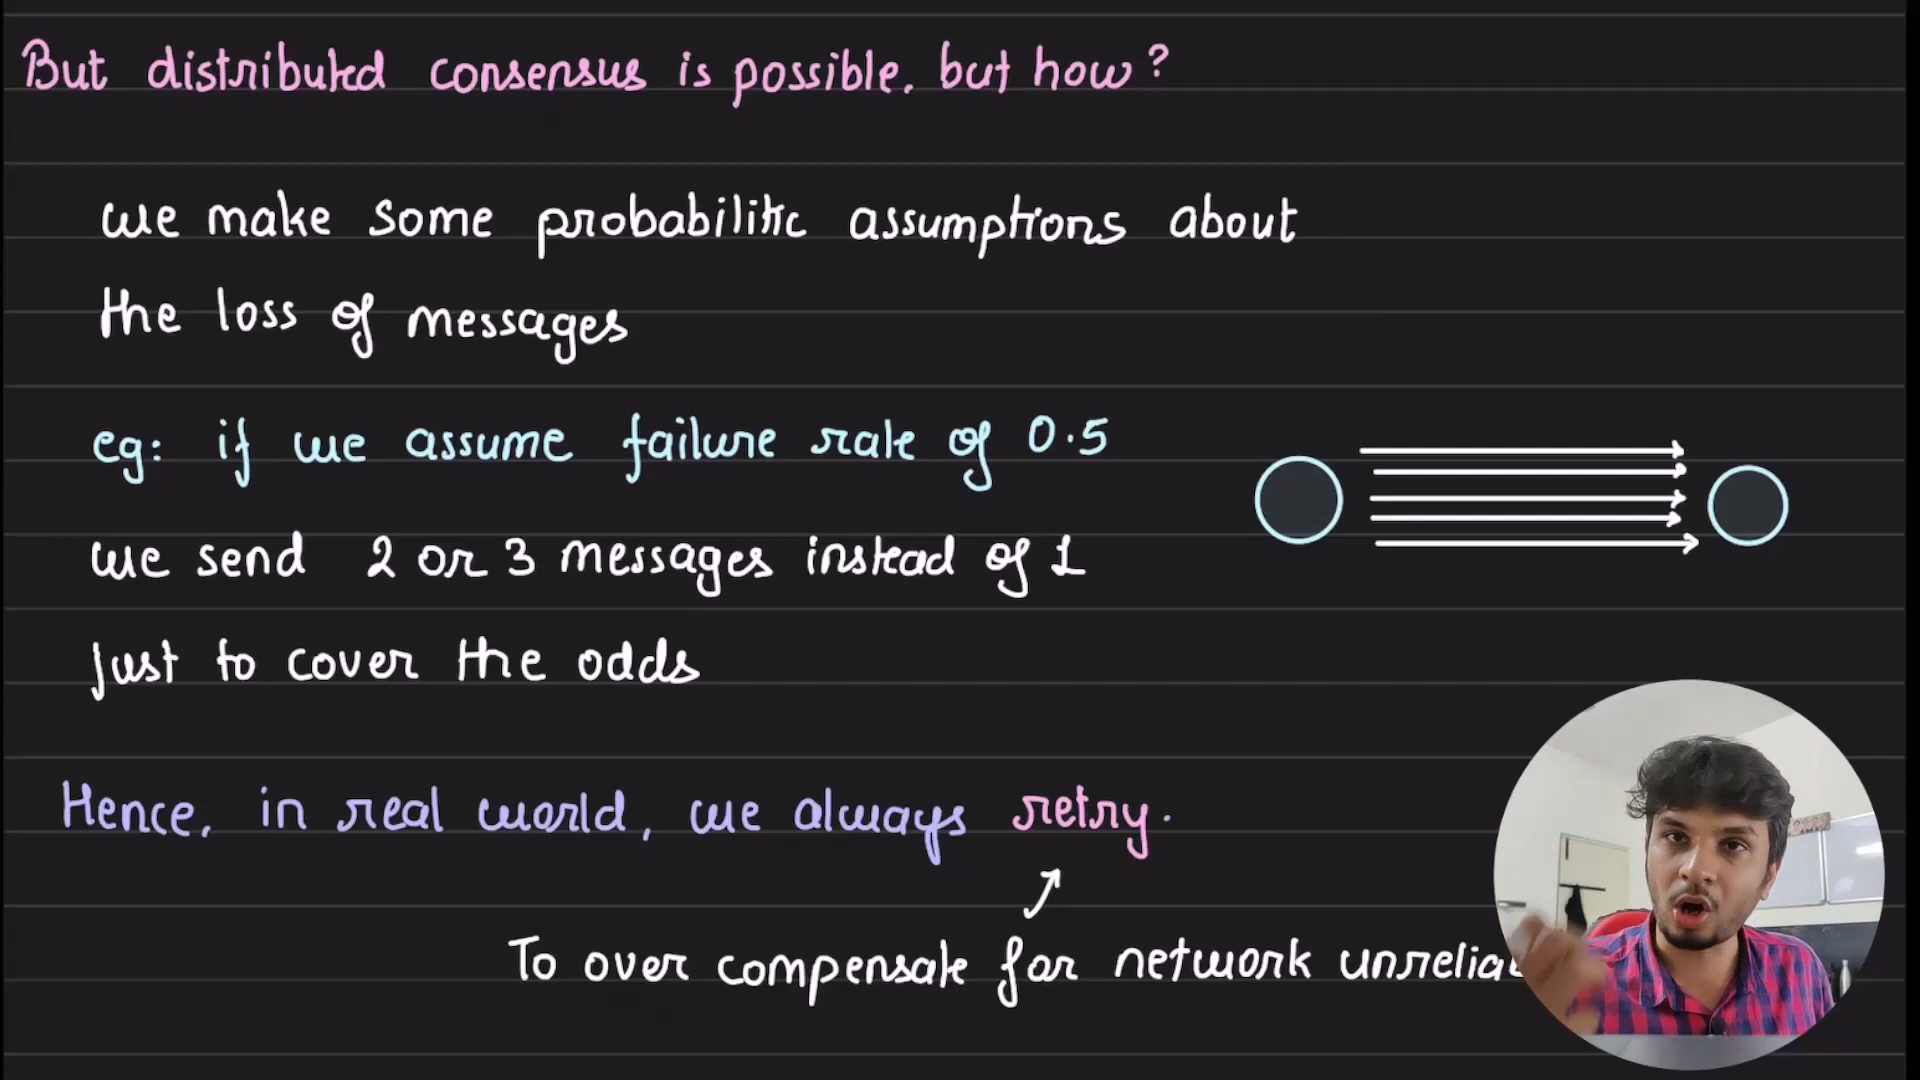 But distributed consensus is possible. but how?
we make some probabilitic assumptions about
the loss of messages
eg: if we assume failure rate of 0.5
we send 2 or 3 messages instead of 1
just to cover the odds
Hence, in real world, we always retry.
To over compensate for network